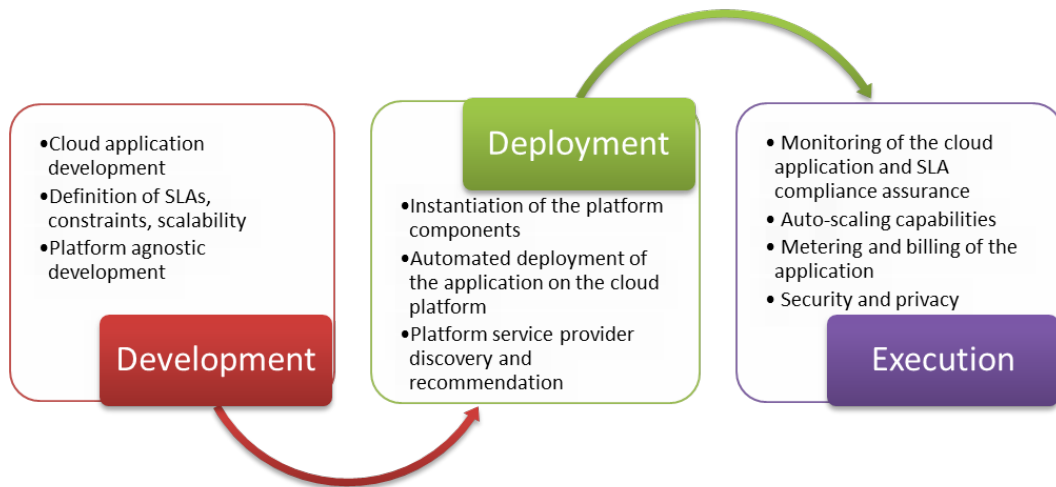 •Cloud application
development
•Definition of SLAs,
constraints, scalability
•Platform agnostic
development
Development
Deployment
•Instantiation of the platform
components
•Automated deployment of
the application on the cloud
platform
•Platform service provider
discovery and
recommendation
• Monitoring of the cloud
application and SLA
compliance assurance
• Auto-scaling capabilities
• Metering and billing of the
application
• Security and privacy
Execution